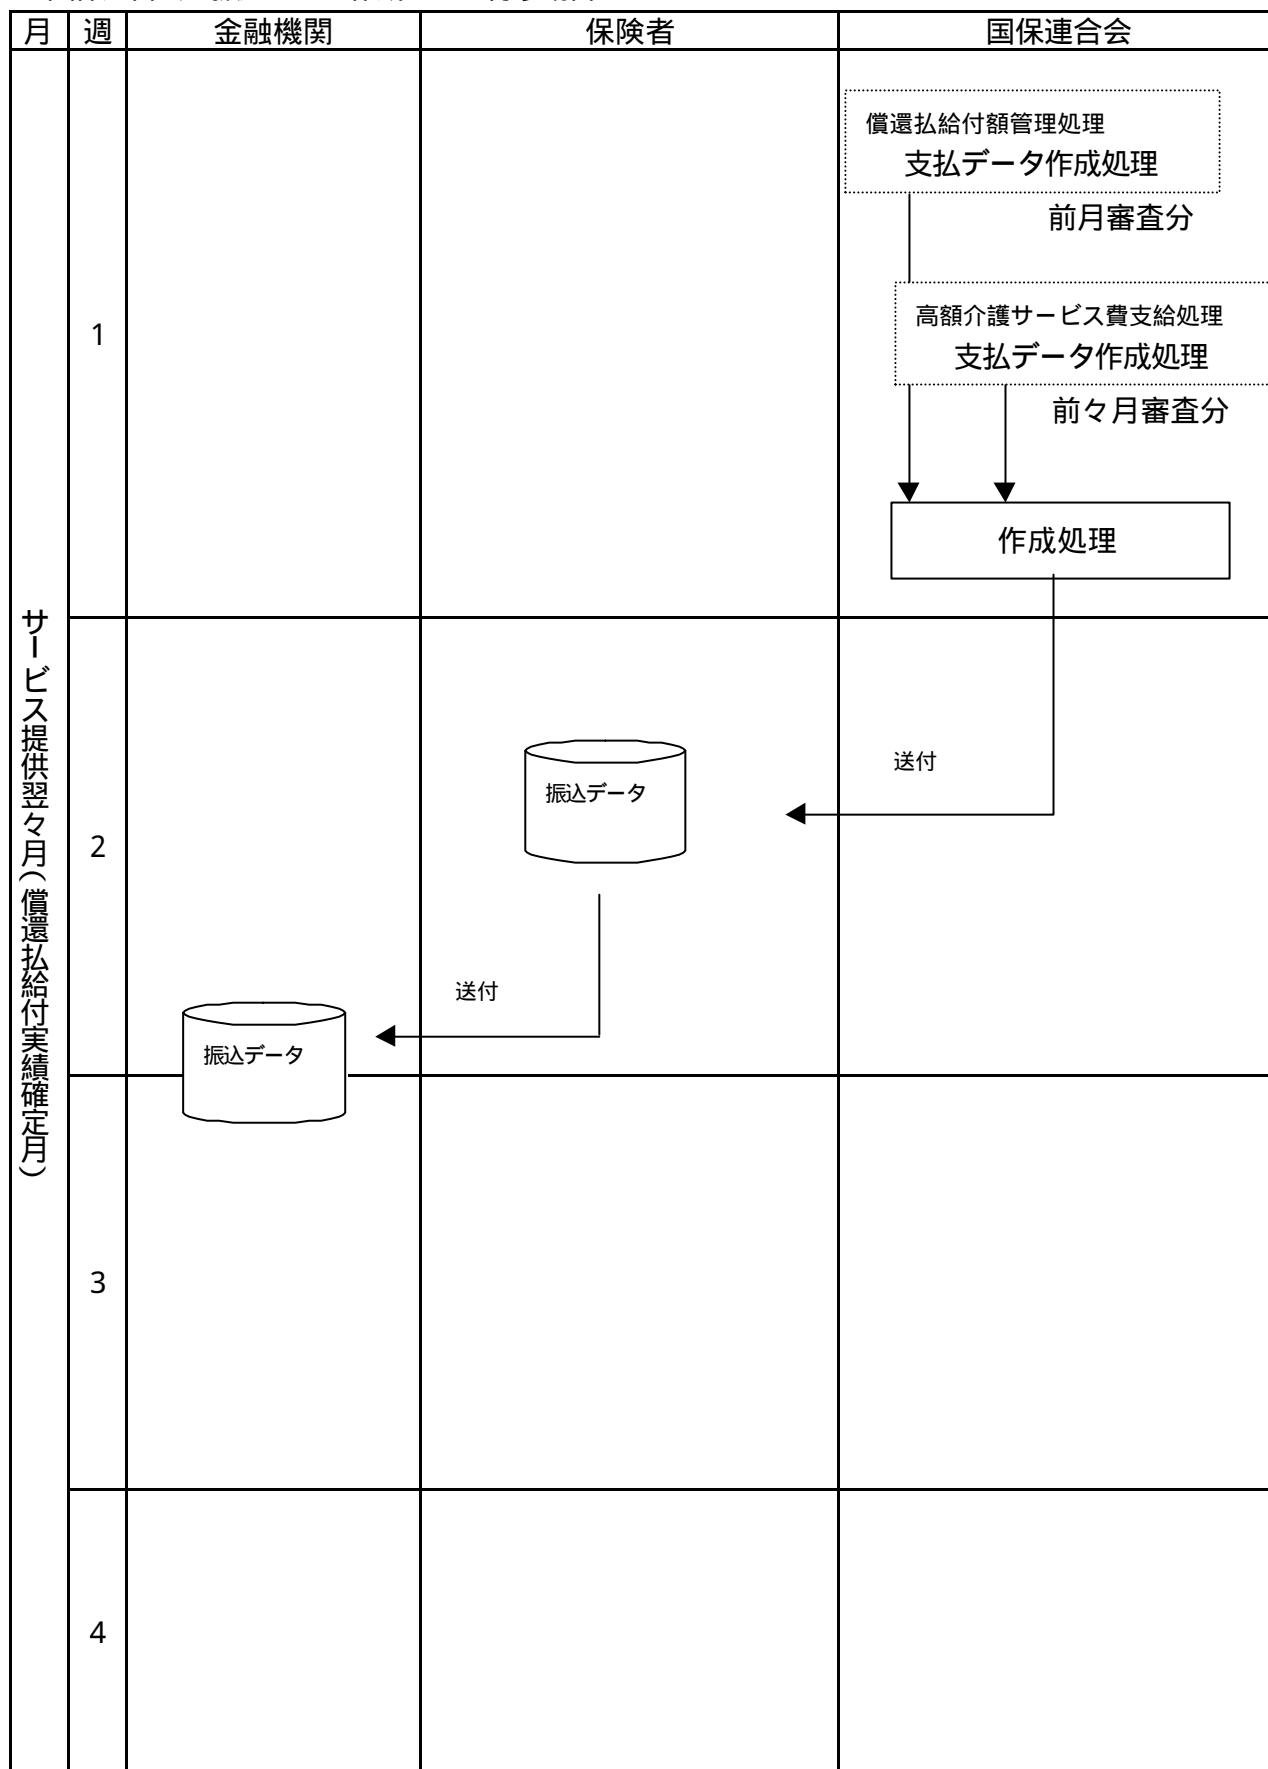 月 週 金融機関 保険者 国保連合会
償還払給付額管理処理
支払データ作成処理
前月審査分
1
高額介護サービス費支給処理
支払データ作成処理
前々月審査分
作成処理
サービス提供翌々月(償還払給付実績確定月)
2
送付
振込データ
送付
振込データ
3
4